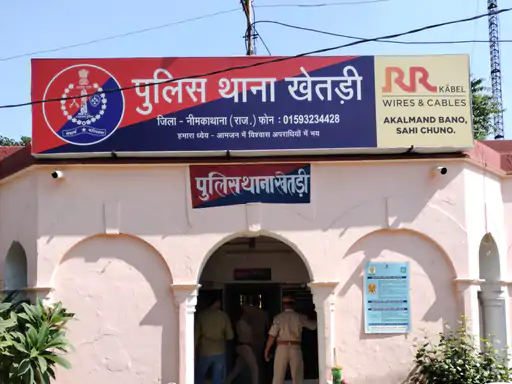 पुलिस थाना खेतड़ी
जिला - नीमकाथाना (राज.) फोन : 01593234428
हमारा ध्येय - आमजन में विश्वास अपराधियों में भय
RR
KABEL
WIRES & CABLES
AKALMAND BANO,
SAHI CHUNO.
पुलिस थाना खेतड़ी